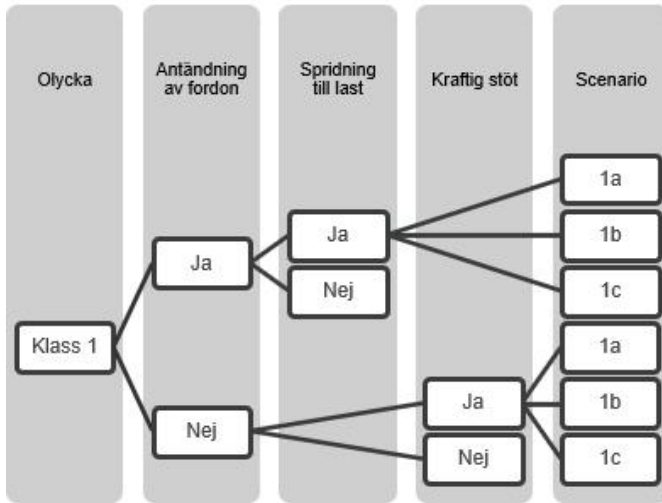 Olycka
Antändning
av fordon
Spridning
till last
Kraftig stöt
Scenario
1a
Ja
1b
Ja
Nej
1c
Klass 1
1a
Ja
1b
Nej
Nej
1c